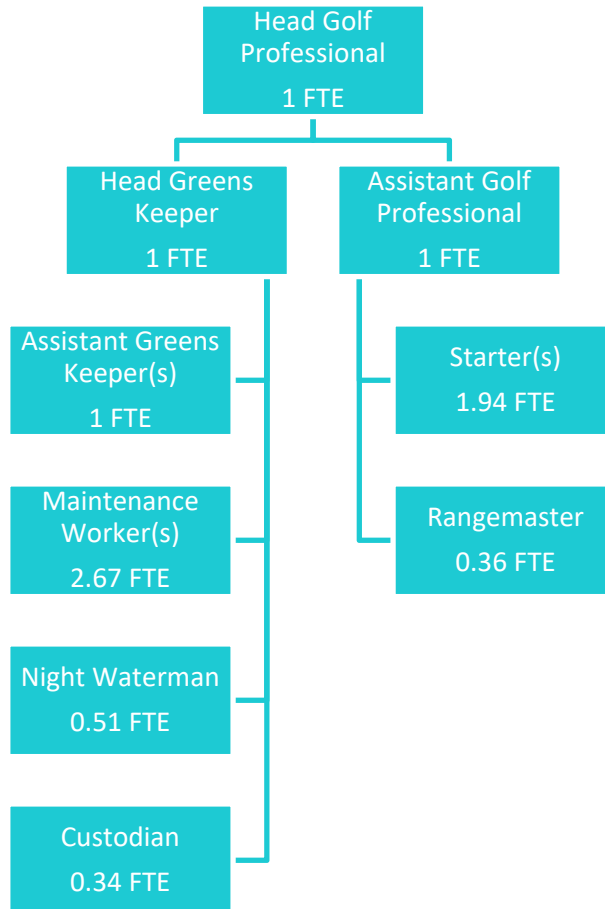 Head Golf
Professional
1 FTE
Head Greens
Keeper
1 FTE
Assistant Golf
Professional
1 FTE
Assistant Greens
Keeper(s)
1 FTE
Maintenance
Worker(s)
2.67 FTE
Night Waterman
0.51 FTE
Custodian
0.34 FTE
Starter(s)
1.94 FTE
Rangemaster
0.36 FTE